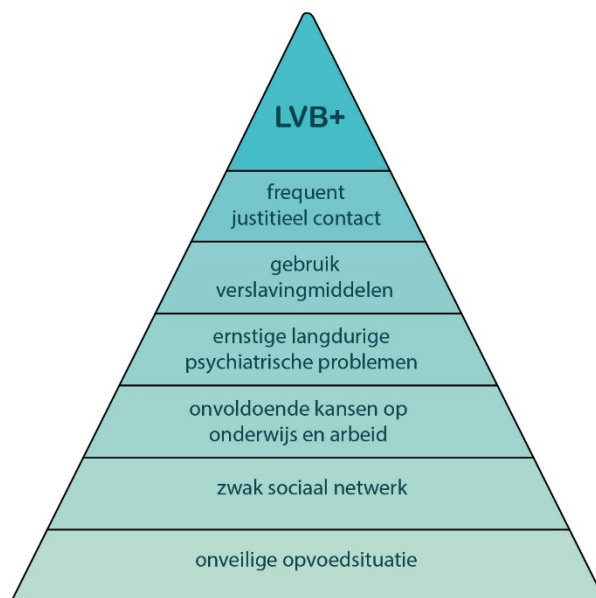 LVB+
frequent
justitieel contact
gebruik
verslavingmiddelen
ernstige langdurige
psychiatrische problemen
onvoldoende kansen op
onderwijs en arbeid
zwak sociaal netwerk
onveilige opvoedsituatie